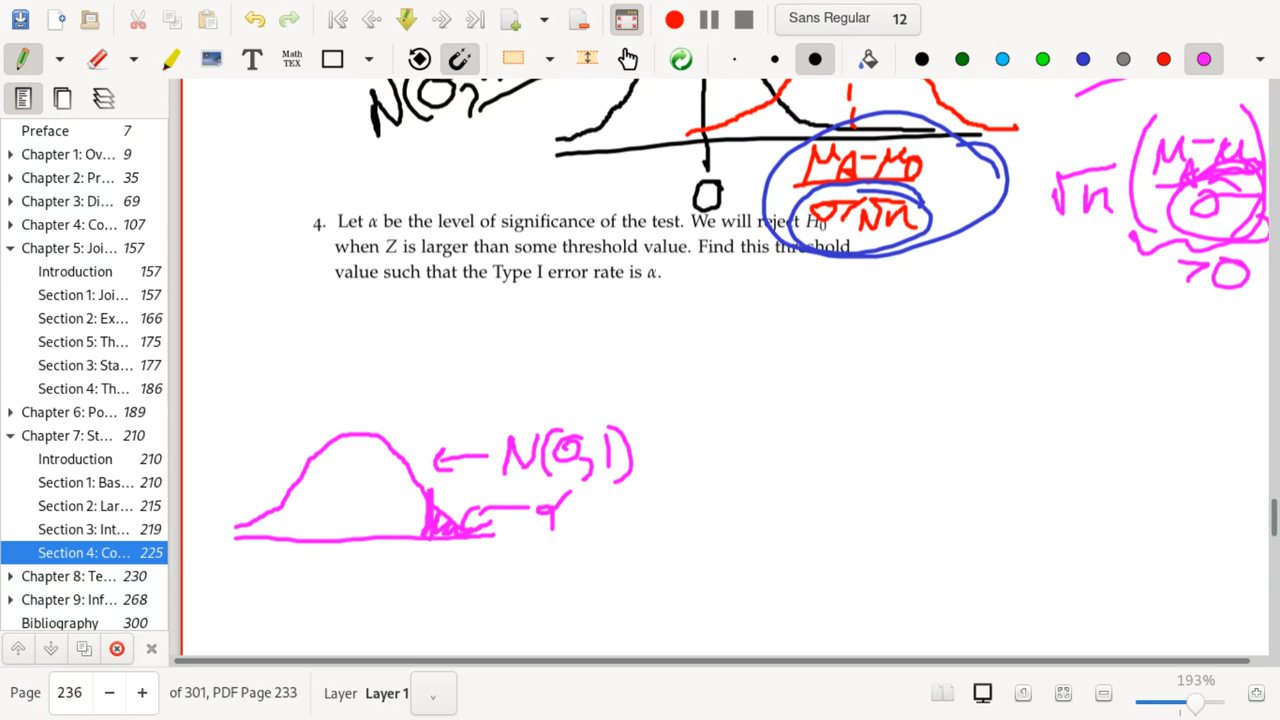 Sans Regular 12
T Math TEX
Preface 7
Chapter 1: Ov... 9
Chapter 2: Pr... 35
Chapter 3: Di... 69
Chapter 4: Co... 107
Chapter 5: Joi... 157
Introduction 157
Section 1: Joi... 157
Section 2: Ex... 166
Section 5: Th... 175
Section 3: Sta... 177
Section 4: Th... 186
Chapter 6: Po... 189
Chapter 7: St... 210
Introduction 210
Section 1: Bas... 210
Section 2: Lar... 215
Section 3: Int... 219
Section 4: Co... 225
Chapter 8: Te... 230
Chapter 9: Inf... 268
Bibliography 300
N(0,
0
μA-μ0
σ/√n
√n (μA-μ0
σ
>0
4. Let α be the level of significance of the test. We will reject H0
when Z is larger than some threshold value. Find this threshold
value such that the Type I error rate is α.
← N(0,1)
α
Page 236 − + of 301, PDF Page 233 Layer Layer 1 193%